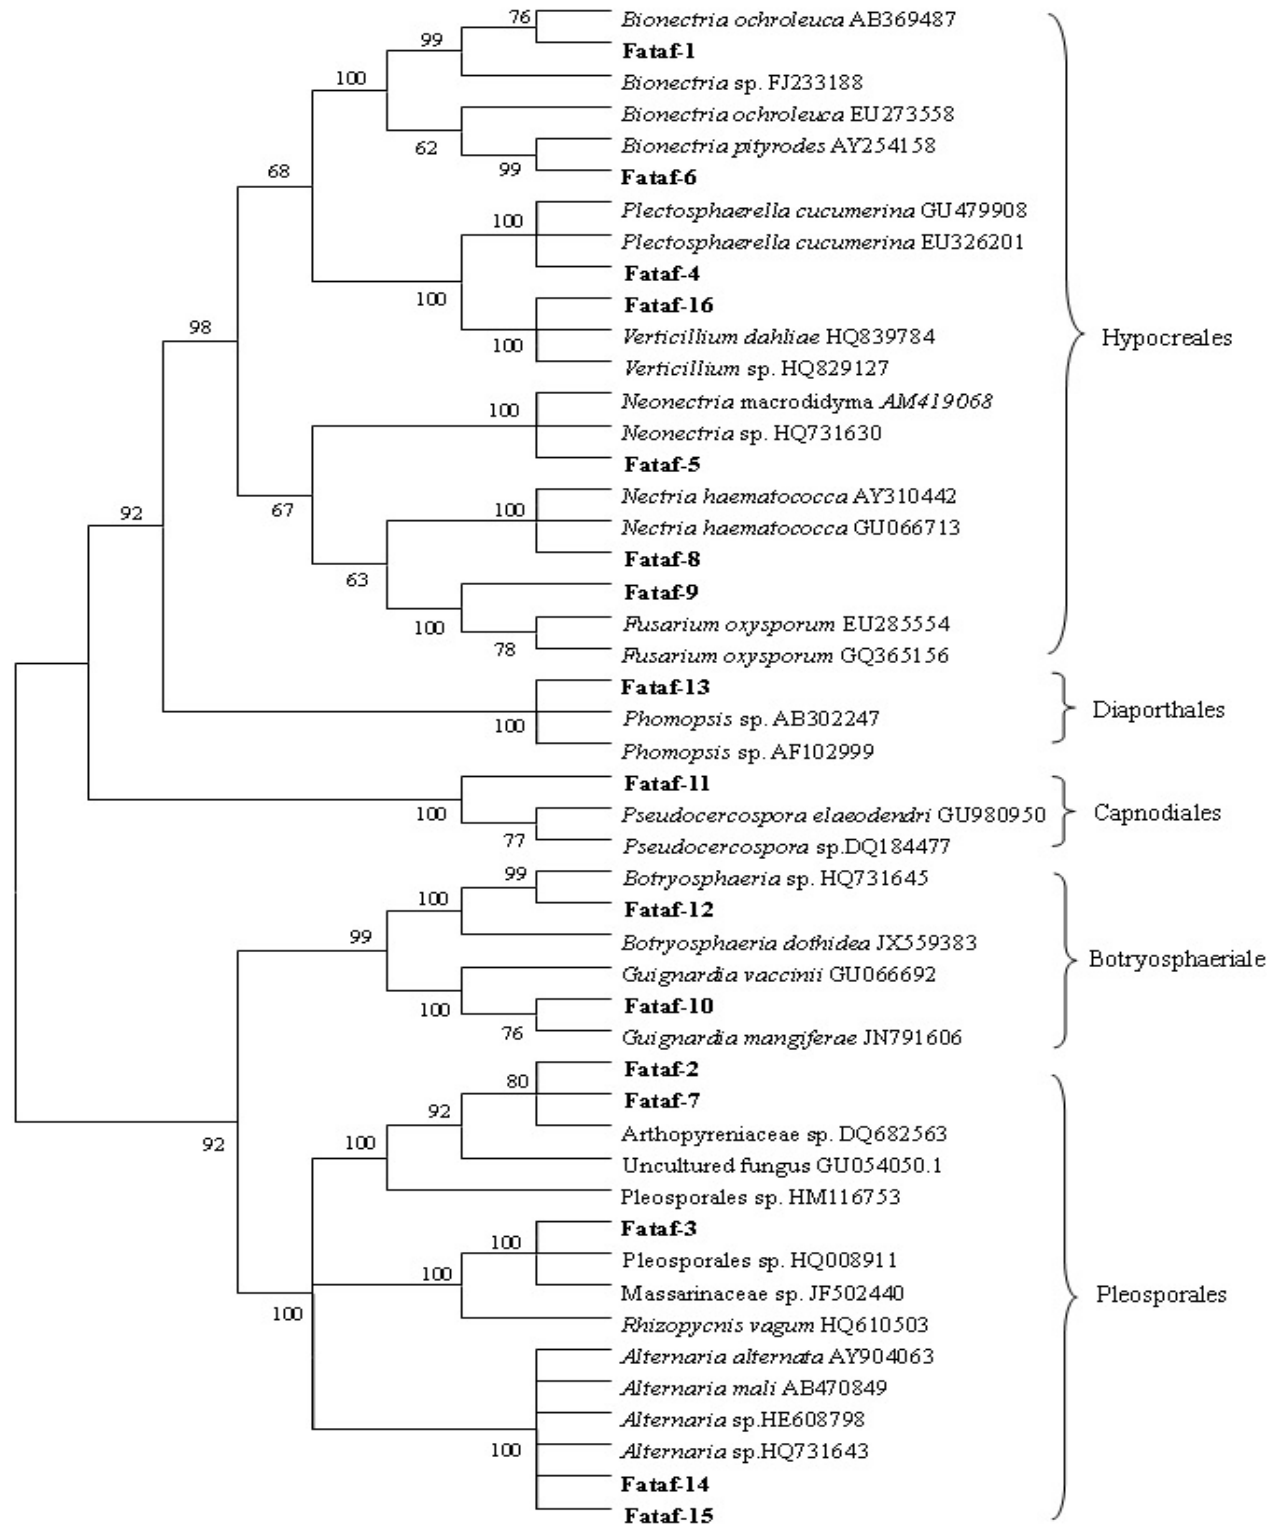 76
Bionectria ochroleuca AB369487
99
Fataf-1
100
Bionectria sp. FJ233188
Bionectria ochroleuca EU273558
62
Bionectria pityrodes AY254158
99
Fataf-6
68
Plectosphaerella cucumerina GU479908
100
Plectosphaerella cucumerina EU326201
Fataf-4
100
Fataf-16
98
Verticillium dahliae HQ839784
100
Verticillium sp. HQ829127
Hypocreales
Neonectria macrodidyma AM419068
100
Neonectria sp. HQ731630
Fataf-5
92
67
Nectria haematococca AY310442
100
Nectria haematococca GU066713
Fataf-8
63
Fataf-9
100
Fusarium oxysporum EU285554
78
Fusarium oxysporum GQ365156
Fataf-13
100
Phomopsis sp. AB302247
Diaporthales
Phomopsis sp. AF102999
Fataf-11
100
Pseudocercospora elaeodendri GU980950
Capnodiales
77
Pseudocercospora sp.DQ184477
99
Botryosphaeria sp. HQ731645
100
Fataf-12
99
Botryosphaeria dothidea JX559383
Botryosphaeriale
Guignardia vaccinii GU066692
100
Fataf-10
76
Guignardia mangiferae JN791606
92
Fataf-2
80
Fataf-7
92
Arthopyreniaceae sp. DQ682563
100
Uncultured fungus GU054050.1
Pleosporales sp. HM116753
Fataf-3
100
Pleosporales sp. HQ008911
100
Massarinaceae sp. JF502440
Pleosporales
100
Rhizopycnis vagum HQ610503
Alternaria alternata AY904063
Alternaria mali AB470849
Alternaria sp.HE608798
100
Alternaria sp.HQ731643
Fataf-14
Fataf-15